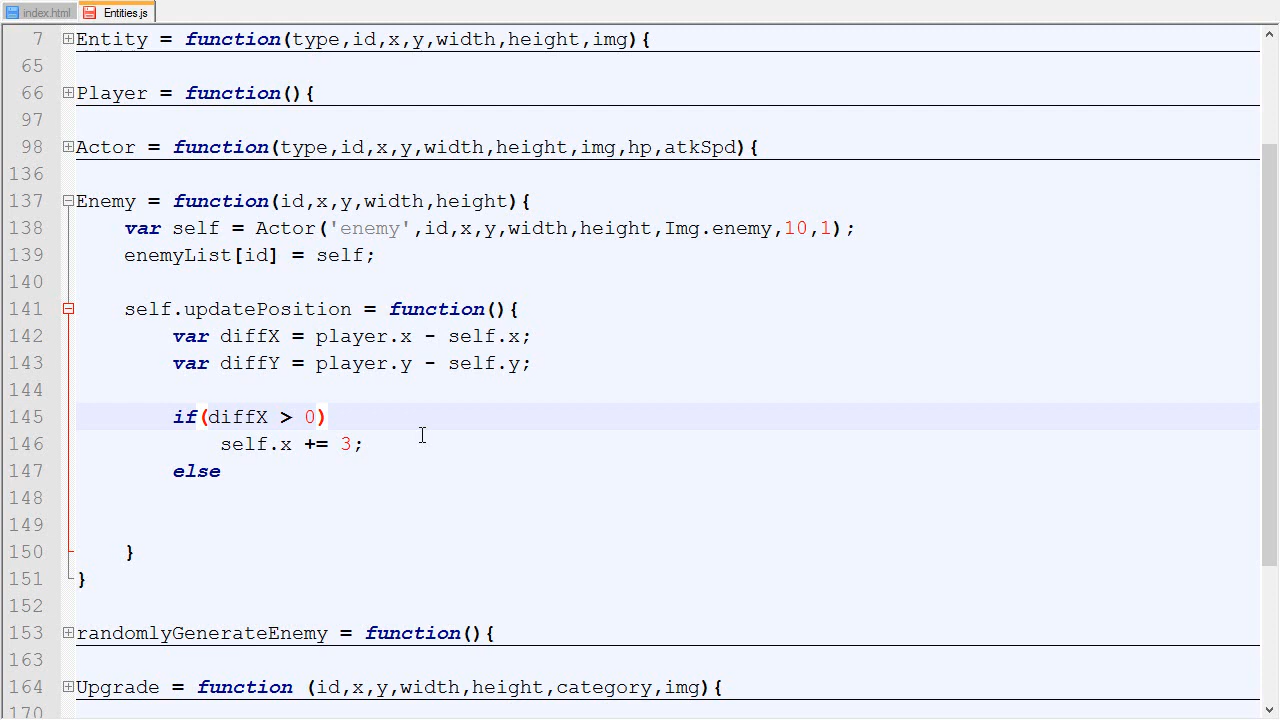 index.html Entities.js
7 Entity = function(type,id,x,y,width,height,img){
65
66 Player = function(){
97
98 Actor = function(type,id,x,y,width,height,img,hp,atkSpd){
136
137 Enemy = function(id,x,y,width,height){
138 var self = Actor('enemy',id,x,y,width,height,Img.enemy,10,1);
139 enemyList[id] = self;
140
141 self.updatePosition = function(){
142 var diffX = player.x - self.x;
143 var diffY = player.y - self.y;
144
145 if(diffX > 0)
146 self.x += 3;
147 else
148
149
150 }
151 }
152
153 randomlyGenerateEnemy = function(){
163
164 Upgrade = function (id,x,y,width,height,category,img){
170